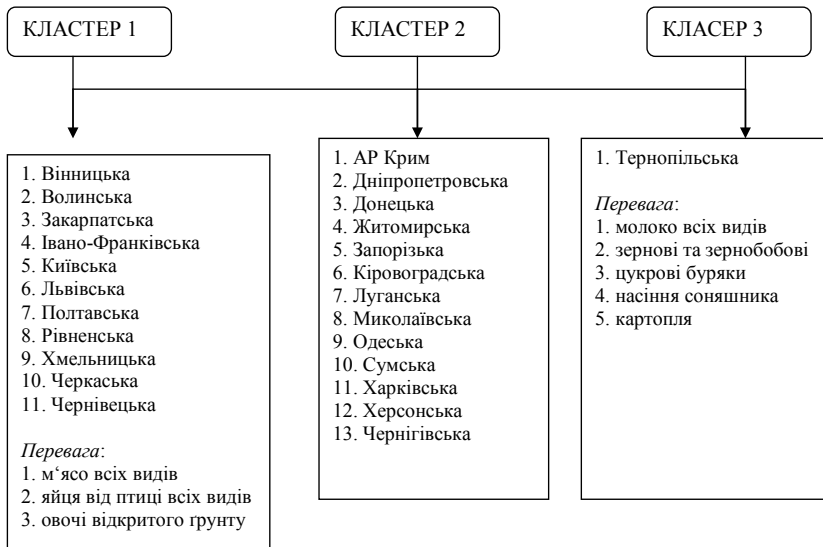 КЛАСТЕР 1
КЛАСТЕР 2
КЛАСЕР 3
1. Вінницька
2. Волинська
3. Закарпатська
4. Івано-Франківська
5. Київська
6. Львівська
7. Полтавська
8. Рівненська
9. Хмельницька
10. Черкаська
11. Чернівецька
Перевага:
1. м‘ясо всіх видів
2. яйця від птиці всіх видів
3. овочі відкритого ґрунту
1. АР Крим
2. Дніпропетровська
3. Донецька
4. Житомирська
5. Запорізька
6. Кіровоградська
7. Луганська
8. Миколаївська
9. Одеська
10. Сумська
11. Харківська
12. Херсонська
13. Чернігівська
1. Тернопільська
Перевага:
1. молоко всіх видів
2. зернові та зернобобові
3. цукрові буряки
4. насіння соняшника
5. картопля